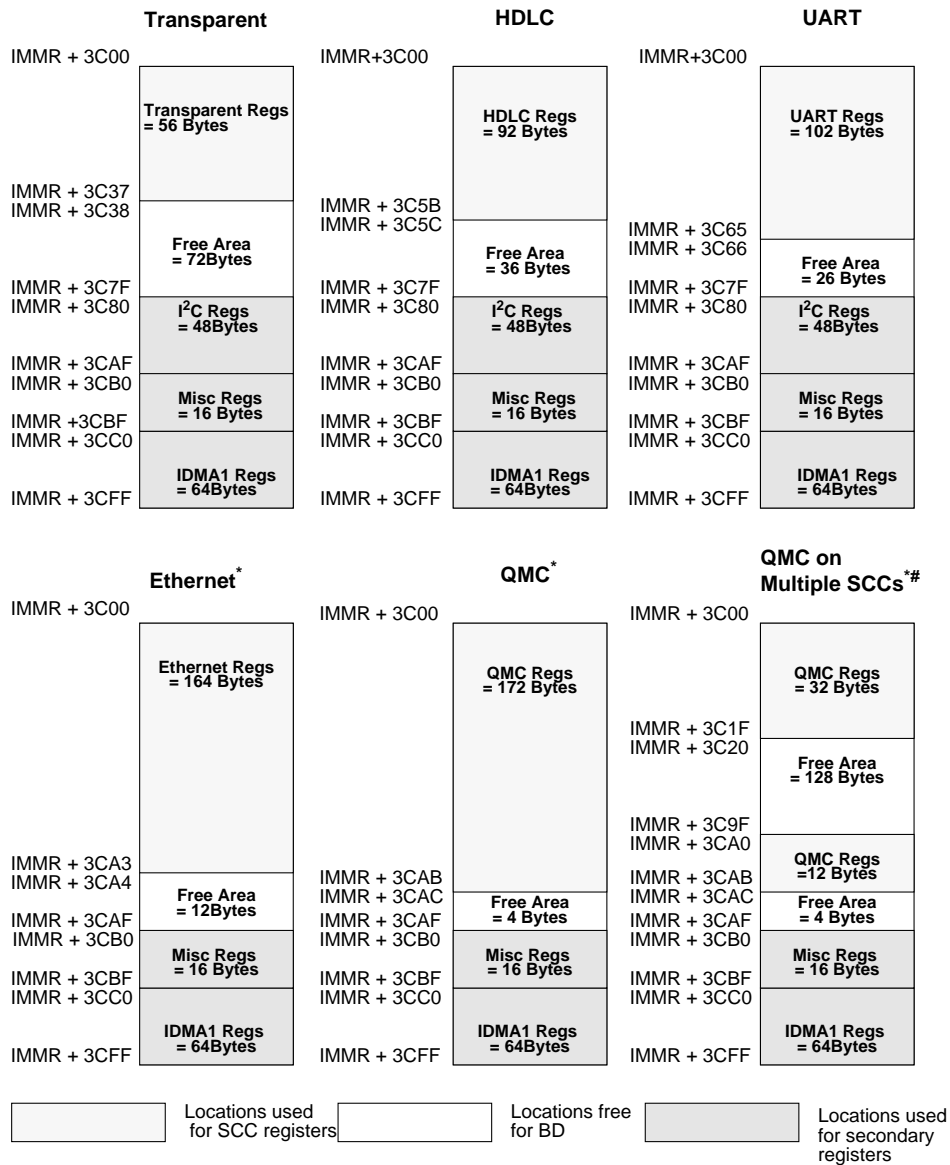 Transparent
IMMR + 3C00
Transparent Regs
= 56 Bytes
IMMR + 3C37
IMMR + 3C38
Free Area
= 72Bytes
IMMR + 3C7F
IMMR + 3C80
I²C Regs
= 48Bytes
IMMR + 3CAF
IMMR + 3CB0
Misc Regs
= 16 Bytes
IMMR +3CBF
IMMR + 3CC0
IDMA1 Regs
= 64Bytes
IMMR + 3CFF
HDLC
IMMR+3C00
HDLC Regs
= 92 Bytes
IMMR + 3C5B
IMMR + 3C5C
Free Area
= 36 Bytes
IMMR + 3C7F
IMMR + 3C80
I²C Regs
= 48Bytes
IMMR + 3CAF
IMMR + 3CB0
Misc Regs
= 16 Bytes
IMMR + 3CBF
IMMR + 3CC0
IDMA1 Regs
= 64Bytes
IMMR + 3CFF
UART
IMMR+3C00
UART Regs
= 102 Bytes
IMMR + 3C65
IMMR + 3C66
Free Area
= 26 Bytes
IMMR + 3C7F
IMMR + 3C80
I²C Regs
= 48Bytes
IMMR + 3CAF
IMMR + 3CB0
Misc Regs
= 16 Bytes
IMMR + 3CBF
IMMR + 3CC0
IDMA1 Regs
= 64Bytes
IMMR + 3CFF
Ethernet*
IMMR + 3C00
Ethernet Regs
= 164 Bytes
IMMR + 3CA3
IMMR + 3CA4
Free Area
= 12Bytes
IMMR + 3CAF
IMMR + 3CB0
Misc Regs
= 16 Bytes
IMMR + 3CBF
IMMR + 3CC0
IDMA1 Regs
= 64Bytes
IMMR + 3CFF
QMC*
IMMR + 3C00
QMC Regs
= 172 Bytes
IMMR + 3CAB
IMMR + 3CAC
Free Area
= 4 Bytes
IMMR + 3CAF
IMMR + 3CB0
Misc Regs
= 16 Bytes
IMMR + 3CBF
IMMR + 3CC0
IDMA1 Regs
= 64Bytes
IMMR + 3CFF
QMC on
Multiple SCCs*#
IMMR + 3C00
QMC Regs
= 32 Bytes
IMMR + 3C1F
IMMR + 3C20
Free Area
= 128 Bytes
IMMR + 3C9F
IMMR + 3CA0
QMC Regs
=12 Bytes
IMMR + 3CAB
IMMR + 3CAC
Free Area
= 4 Bytes
IMMR + 3CAF
IMMR + 3CB0
Misc Regs
= 16 Bytes
IMMR + 3CBF
IMMR + 3CC0
IDMA1 Regs
= 64Bytes
IMMR + 3CFF
Locations used
for SCC registers
Locations free
for BD
Locations used
for secondary
registers